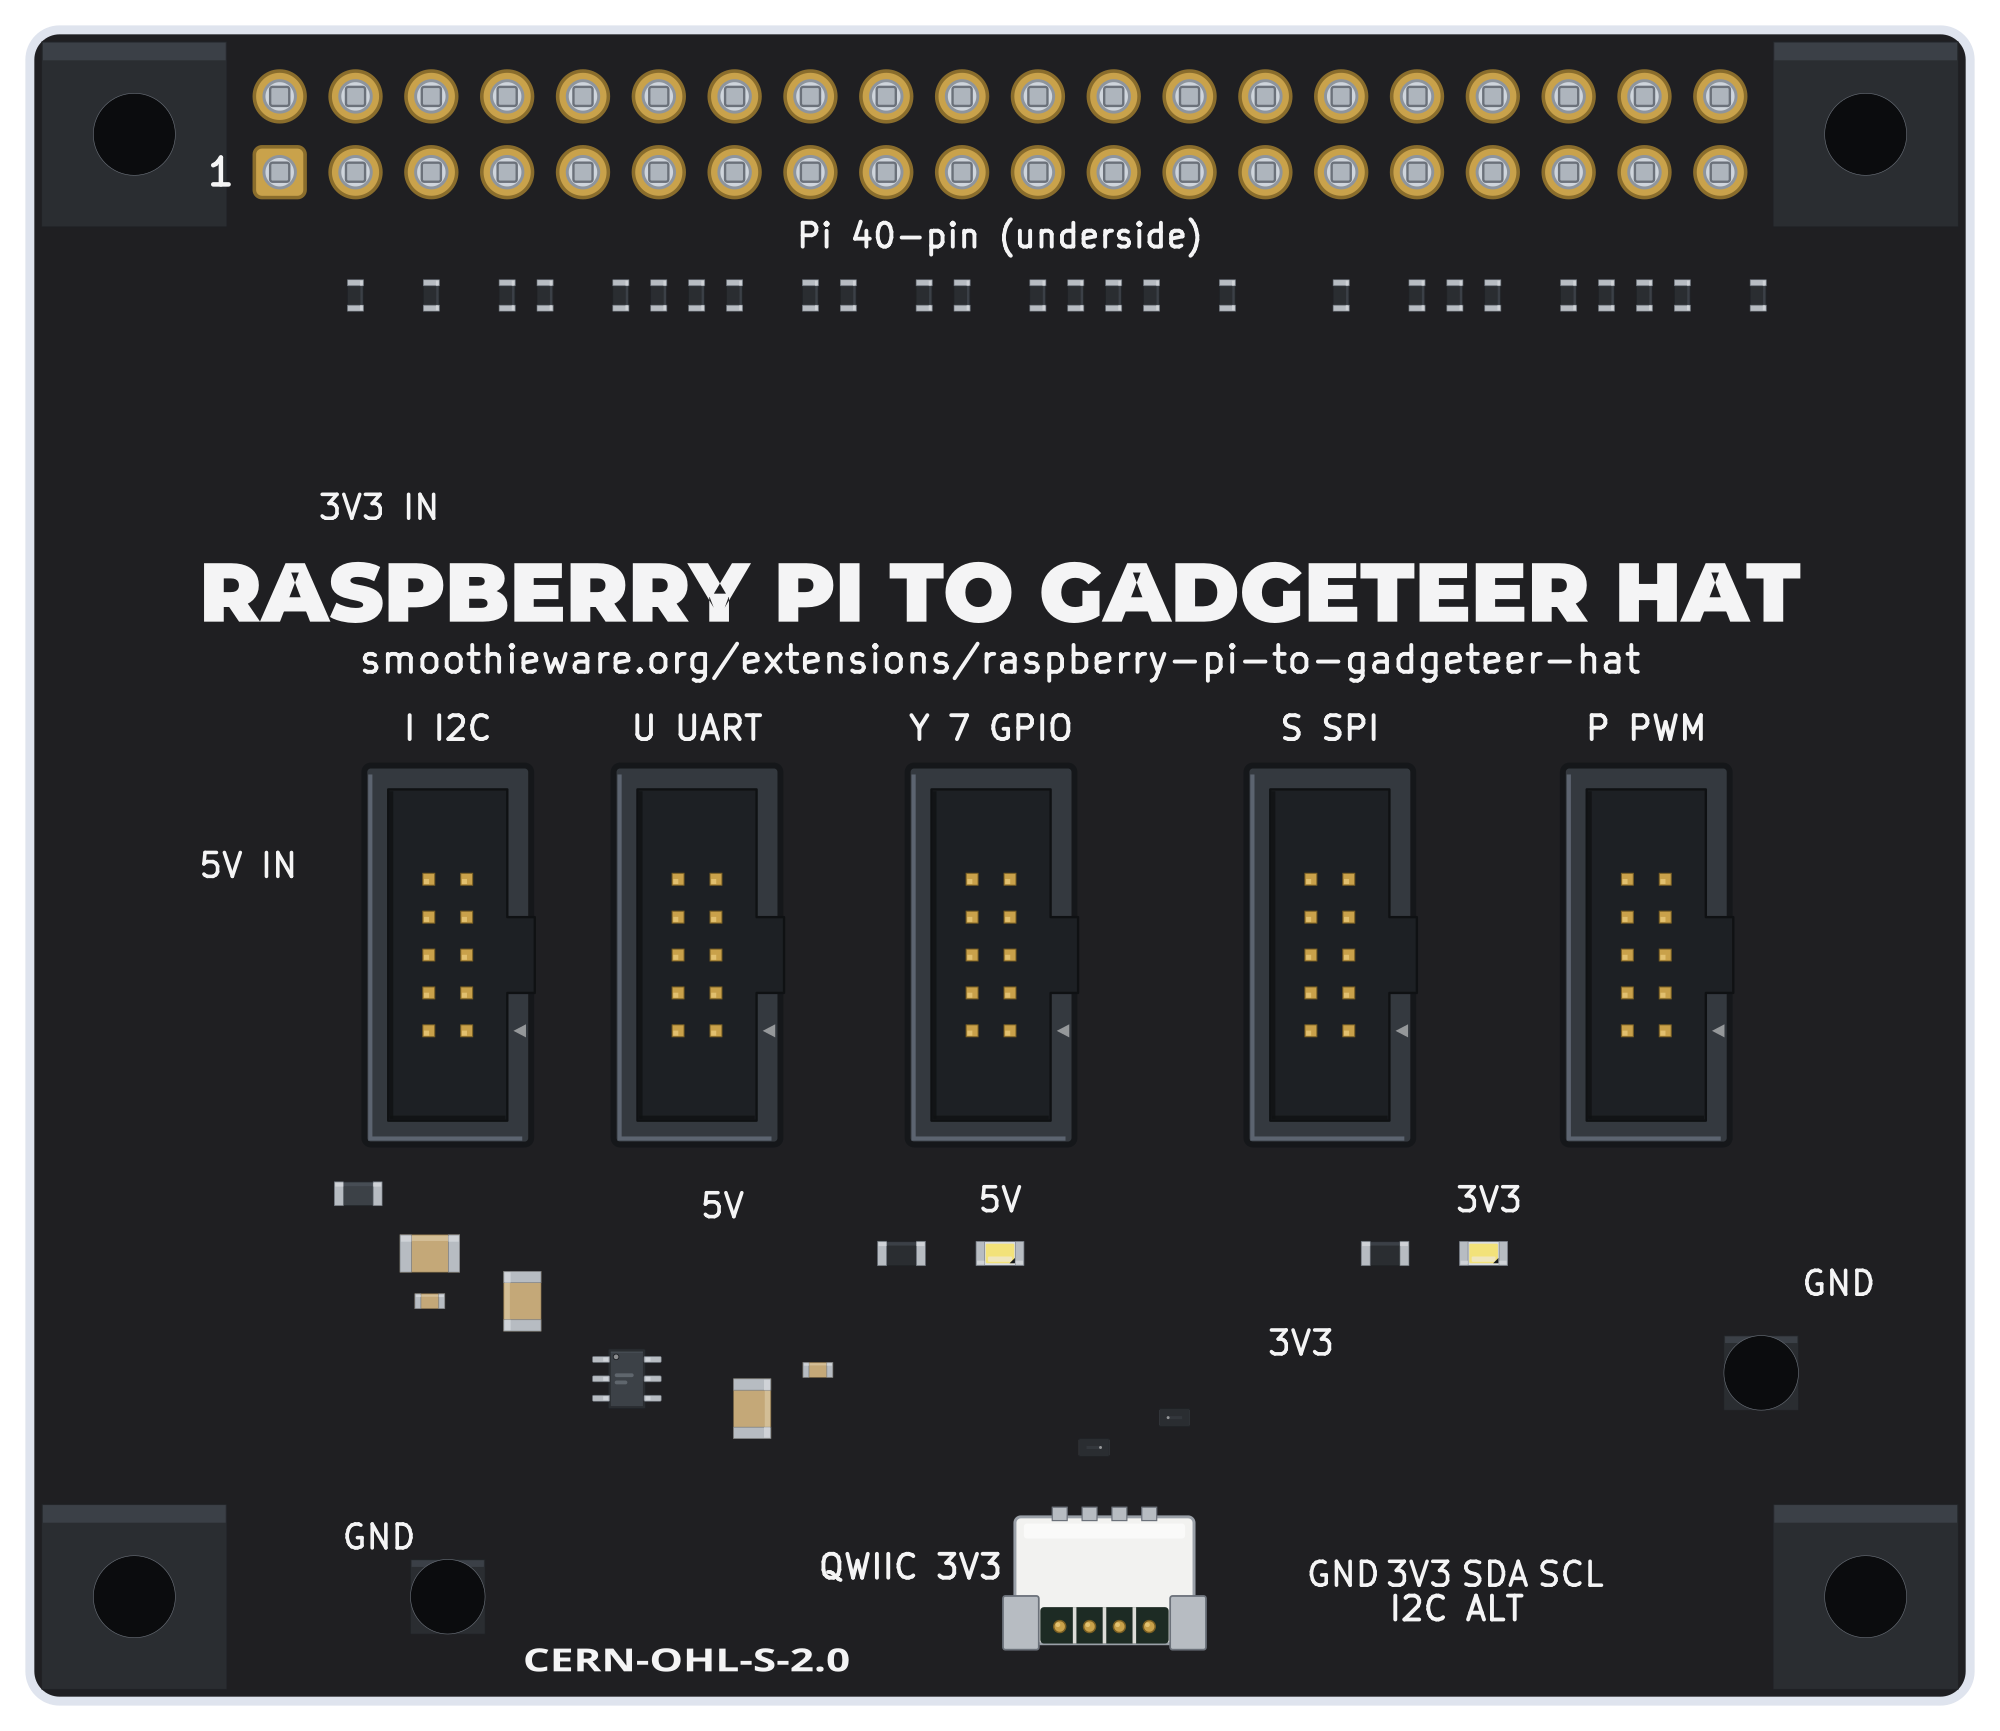 1
Pi 40-pin (underside)
3V3 IN
RASPBERRY PI TO GADGETEER HAT
smoothieware.org/extensions/raspberry-pi-to-gadgeteer-hat
I I2C
U UART
Y 7 GPIO
S SPI
P PWM
5V IN
5V
5V
3V3
GND
3V3
GND
QWIIC 3V3
GND 3V3 SDA SCL
I2C ALT
CERN-OHL-S-2.0